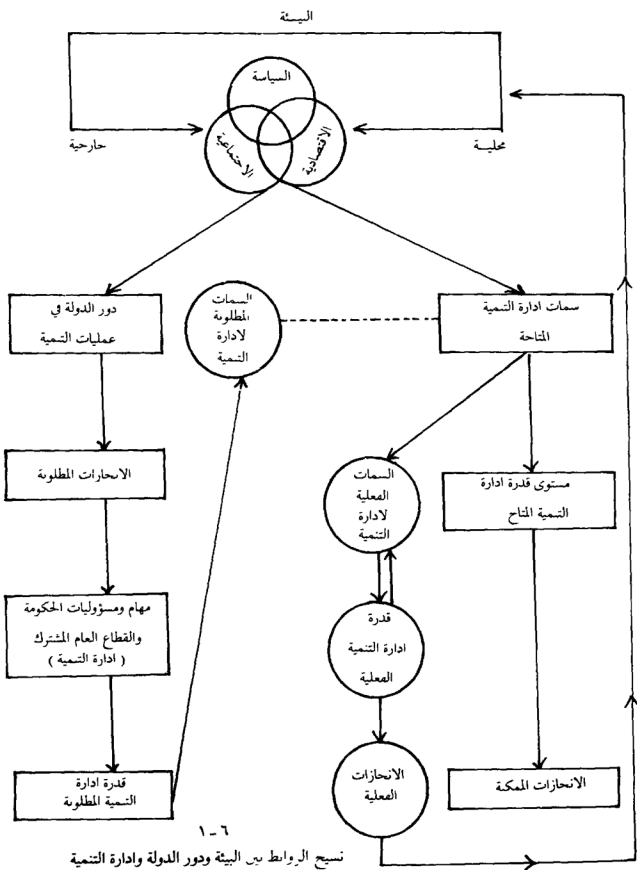 البيئة
السياسة
الاقتصادية
الاجتماعية
محلية
خارجية
سمات ادارة التنمية
المتاحة
السمات
المطلوبة
لادارة
التنمية
دور الدولة في
عمليات التنمية
مستوى قدرة ادارة
التنمية المتاح
السمات
الفعلية
لادارة
التنمية
الانجازات المطلوبة
قدرة
ادارة التنمية
الفعلية
مهام ومسؤوليات الحكومة
والقطاع العام المشترك
( ادارة التنمية )
الانجازات الممكنة
الانجازات
الفعلية
قدرة ادارة
التنمية المطلوبة
٦ـ١
نسيج الروابط بين البيئة ودور الدولة وادارة التنمية